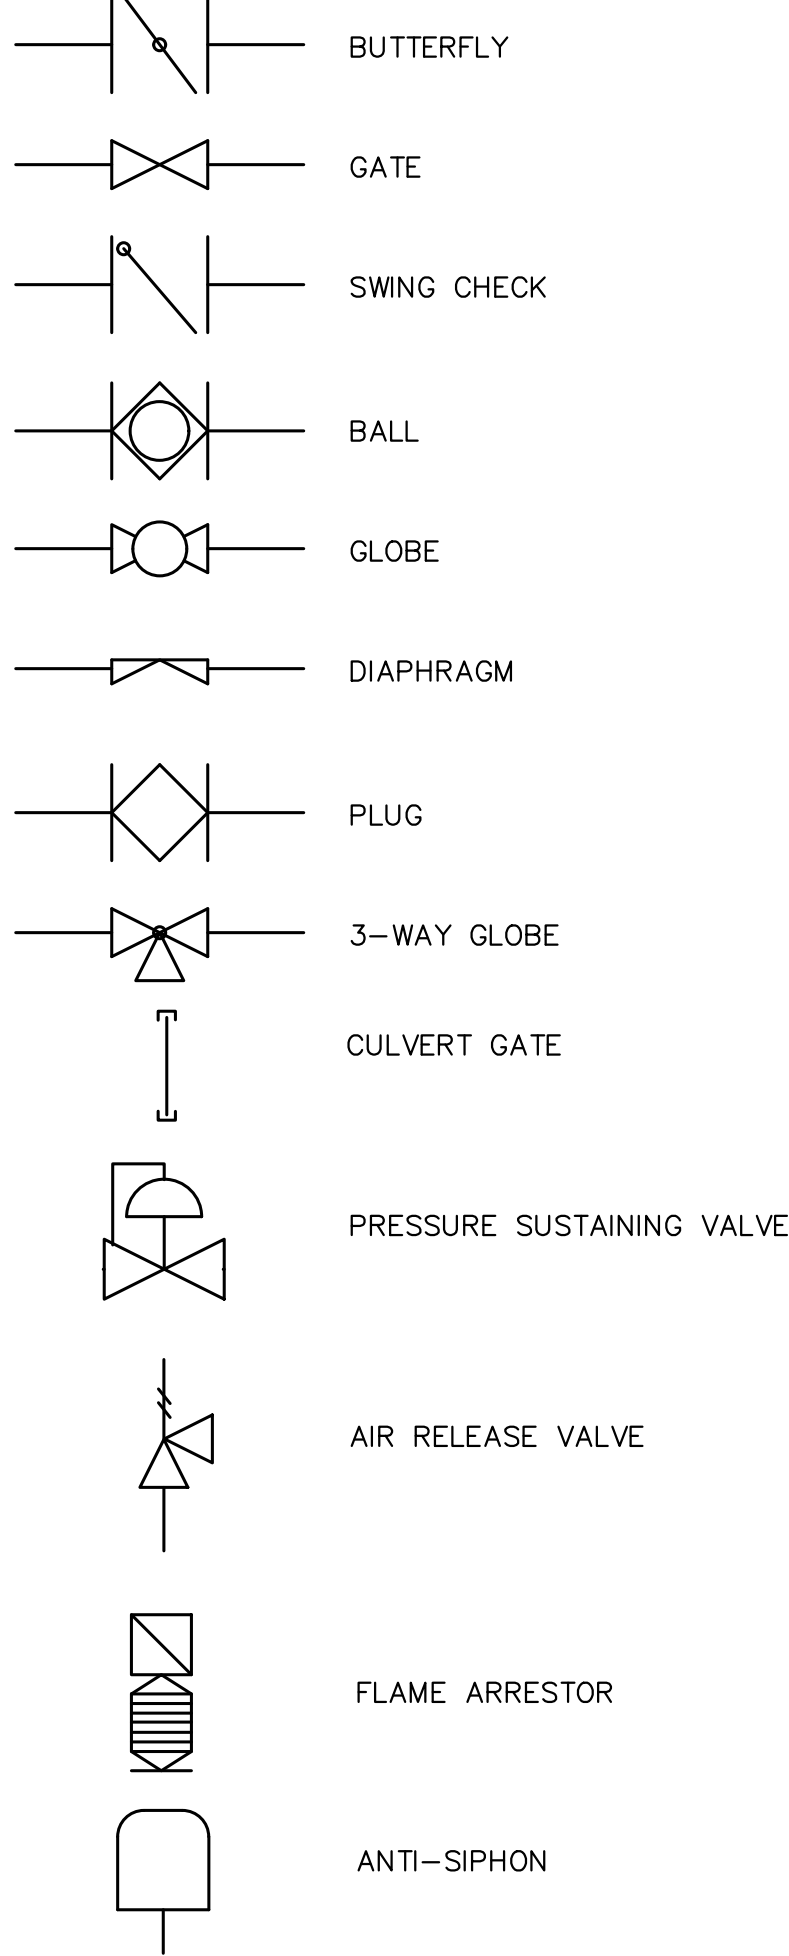 BUTTERFLY
GATE
SWING CHECK
BALL
GLOBE
DIAPHRAGM
PLUG
3-WAY GLOBE
CULVERT GATE
PRESSURE SUSTAINING VALVE
AIR RELEASE VALVE
FLAME ARRESTOR
ANTI-SIPHON